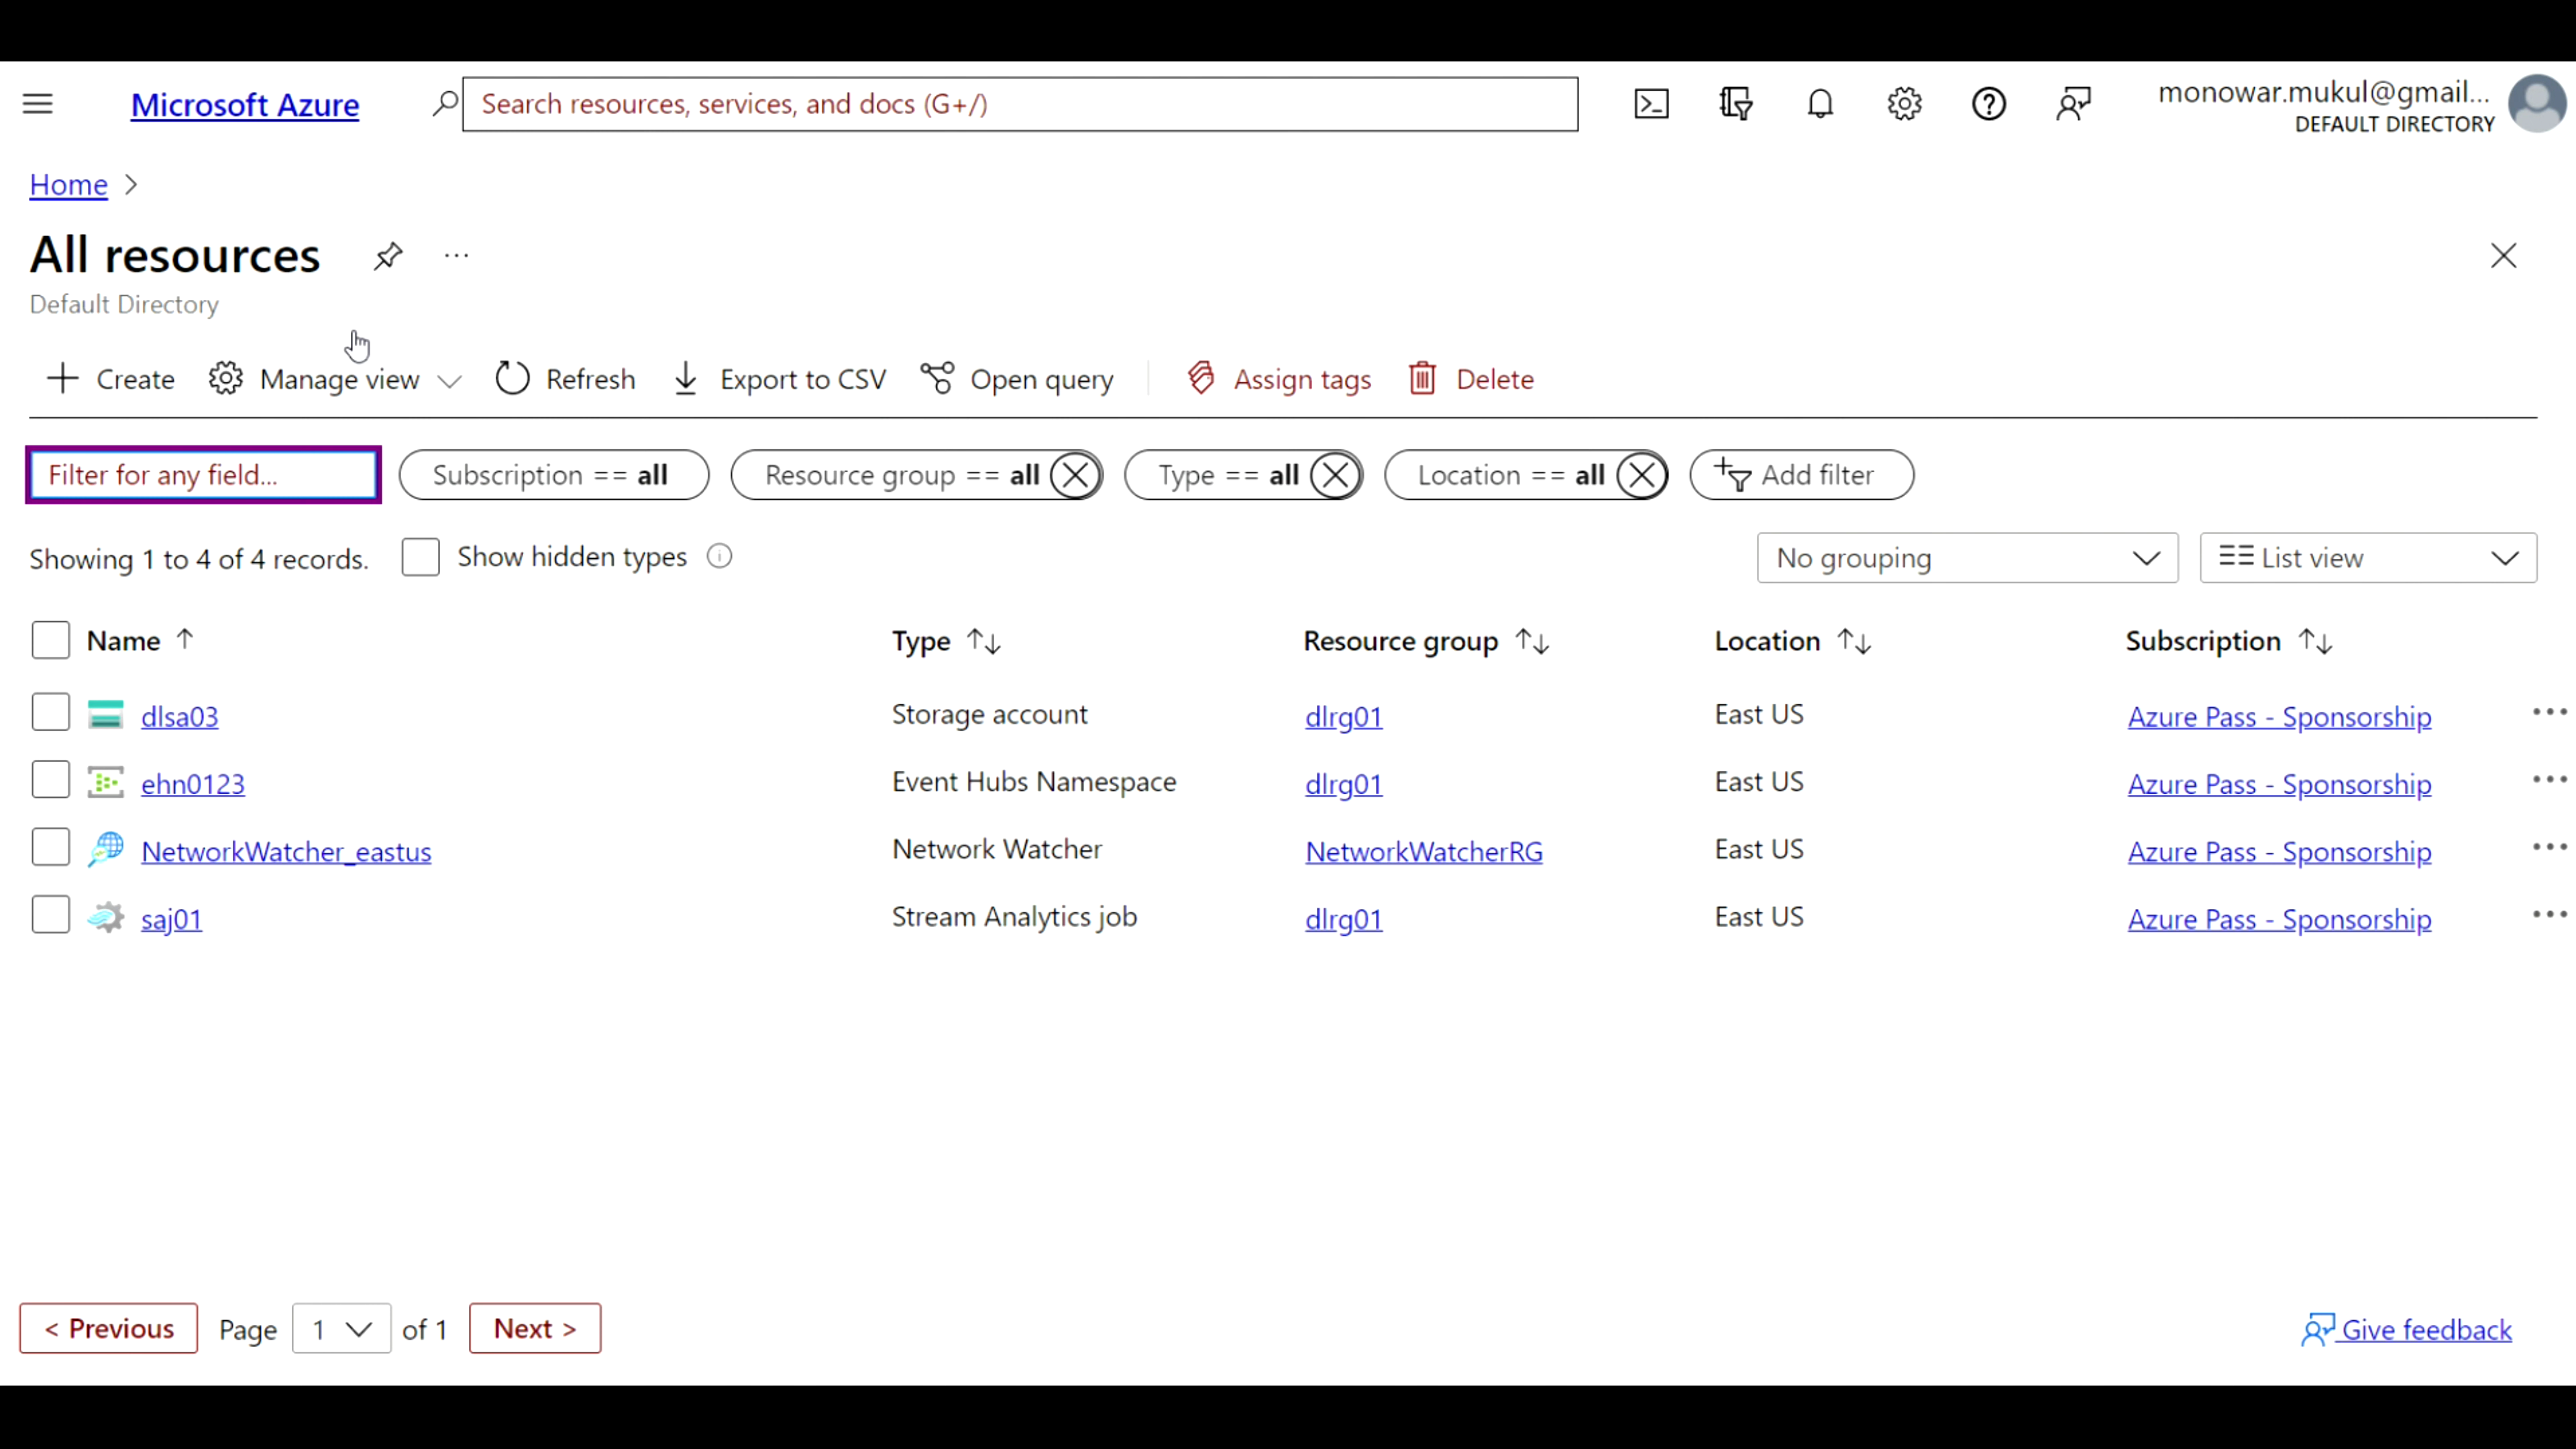 Microsoft Azure
Search resources, services, and docs (G+/)
monowar.mukul@gmail...
DEFAULT DIRECTORY
Home >
All resources ...
Default Directory
Create Manage view Refresh Export to CSV Open query Assign tags Delete
Filter for any field... Subscription == all Resource group == all Type == all Location == all Add filter
Showing 1 to 4 of 4 records. Show hidden types No grouping List view
Name ↑ Type ↑↓ Resource group ↑↓ Location ↑↓ Subscription ↑↓
dlsa03 Storage account dlrg01 East US Azure Pass - Sponsorship ...
ehn0123 Event Hubs Namespace dlrg01 East US Azure Pass - Sponsorship ...
NetworkWatcher_eastus Network Watcher NetworkWatcherRG East US Azure Pass - Sponsorship ...
saj01 Stream Analytics job dlrg01 East US Azure Pass - Sponsorship ...
< Previous Page 1 of 1 Next > Give feedback